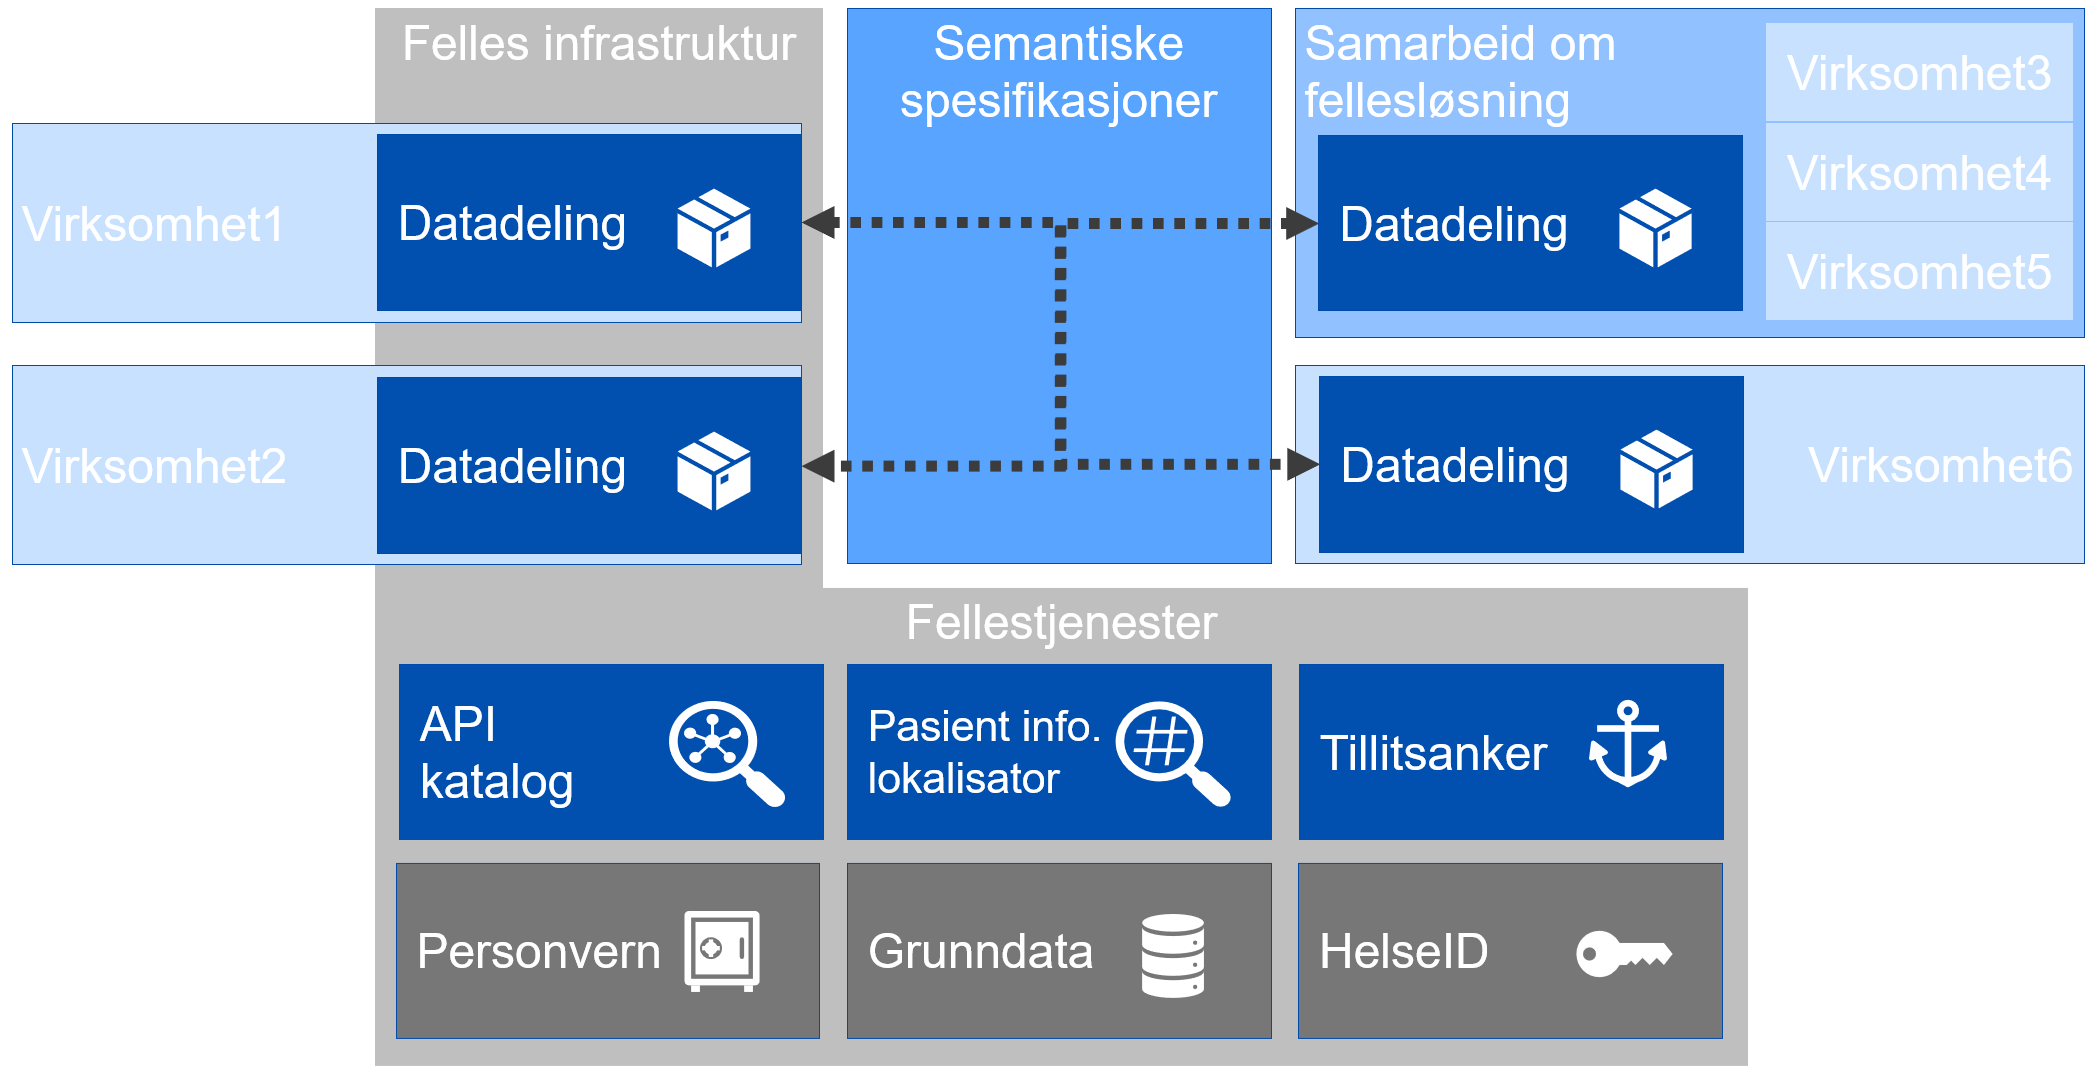 Felles infrastruktur
Semantiske
spesifikasjoner
Samarbeid om
fellesløsning
Virksomhet3
Virksomhet4
Virksomhet5
Virksomhet1
Datadeling
Datadeling
Virksomhet2
Datadeling
Datadeling
Virksomhet6
Fellestjenester
API
katalog
Pasient info.
lokalisator
Tillitsanker
Personvern
Grunndata
HelseID